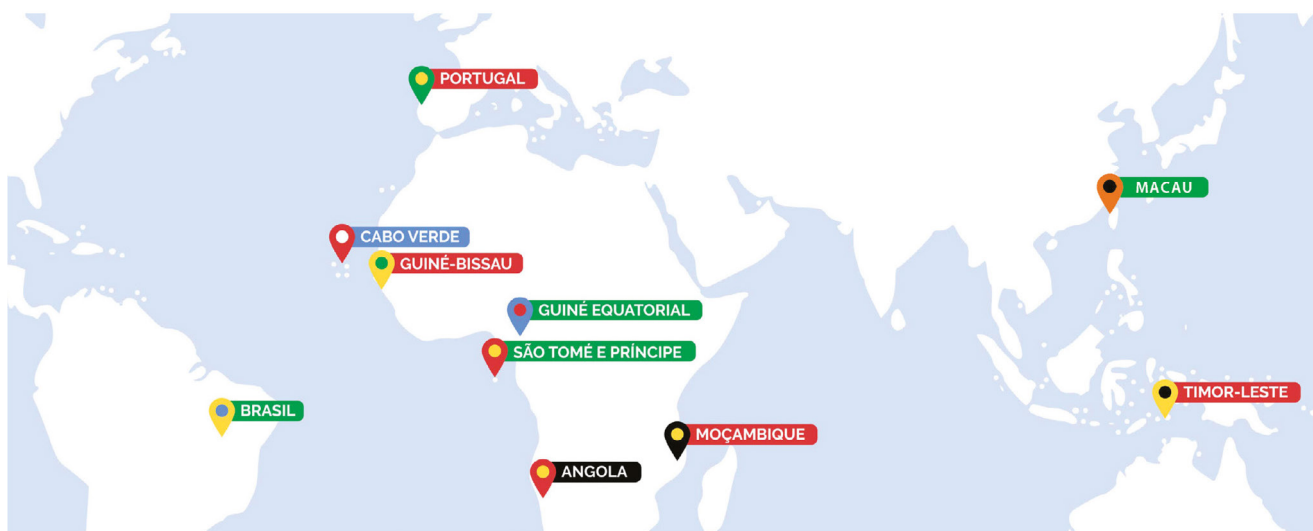 PORTUGAL
MACAU
CABO VERDE
GUINÉ-BISSAU
GUINÉ EQUATORIAL
SÃO TOMÉ E PRÍNCIPE
TIMOR-LESTE
BRASIL
MOÇAMBIQUE
ANGOLA